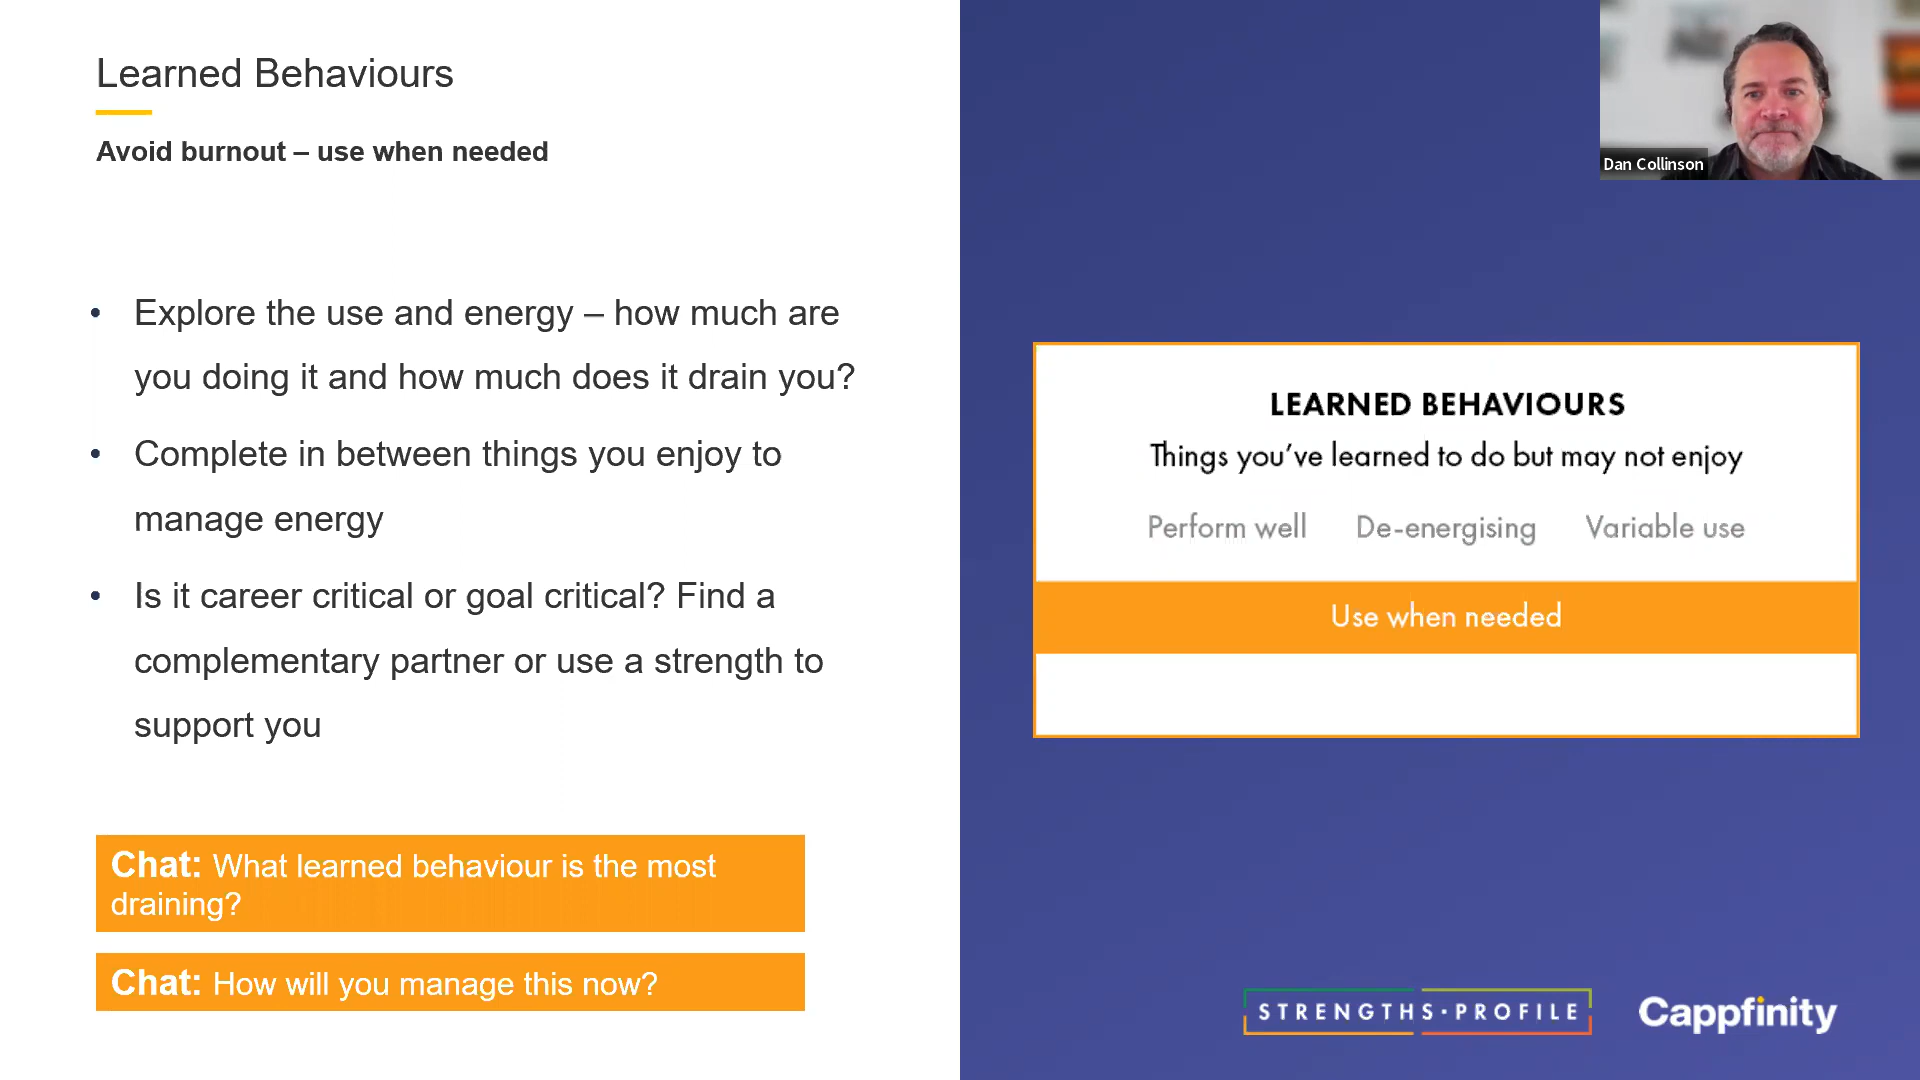 Learned Behaviours
Avoid burnout – use when needed
• Explore the use and energy – how much are
you doing it and how much does it drain you?
• Complete in between things you enjoy to
manage energy
• Is it career critical or goal critical? Find a
complementary partner or use a strength to
support you
Chat: What learned behaviour is the most
draining?
Chat: How will you manage this now?
Dan Collinson
LEARNED BEHAVIOURS
Things you've learned to do but may not enjoy
Perform well De-energising Variable use
Use when needed
STRENGTHS·PROFILE
Cappfinity